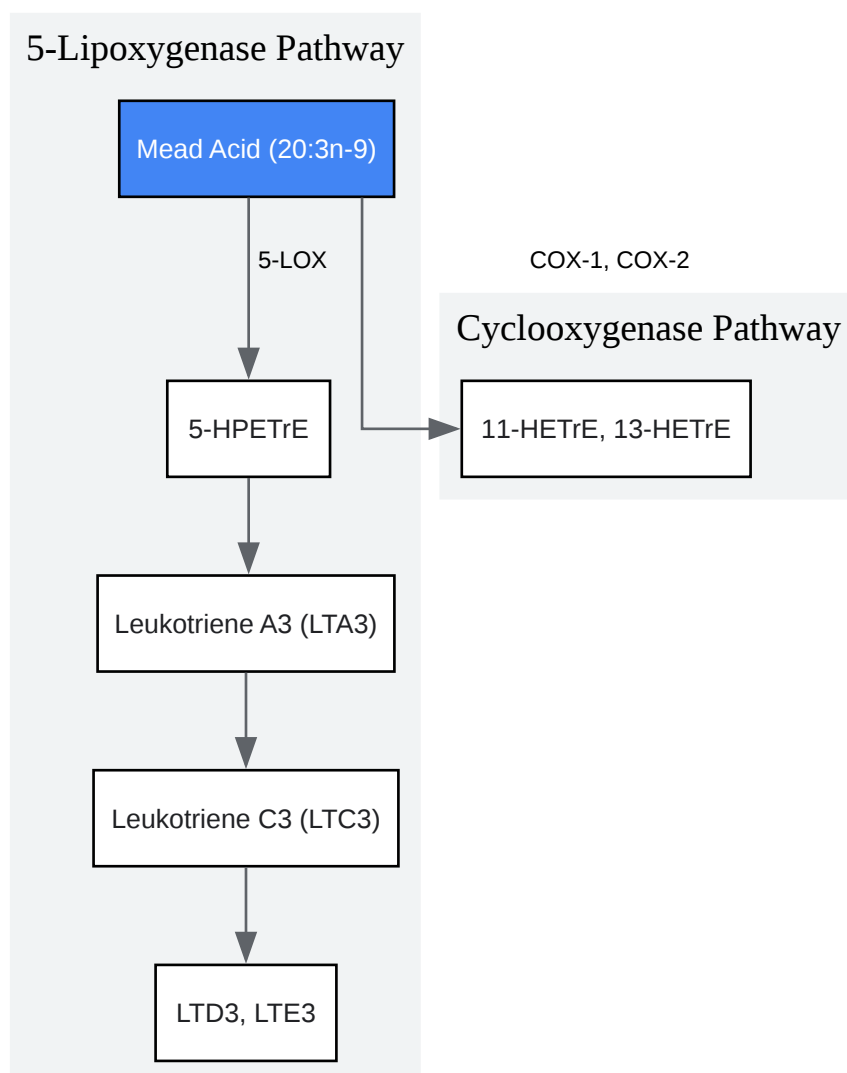 5-Lipoxygenase Pathway
Mead Acid (20:3n-9)
5-LOX
COX-1, COX-2
Cyclooxygenase Pathway
5-HPETrE
11-HETrE, 13-HETrE
Leukotriene A3 (LTA3)
Leukotriene C3 (LTC3)
LTD3, LTE3